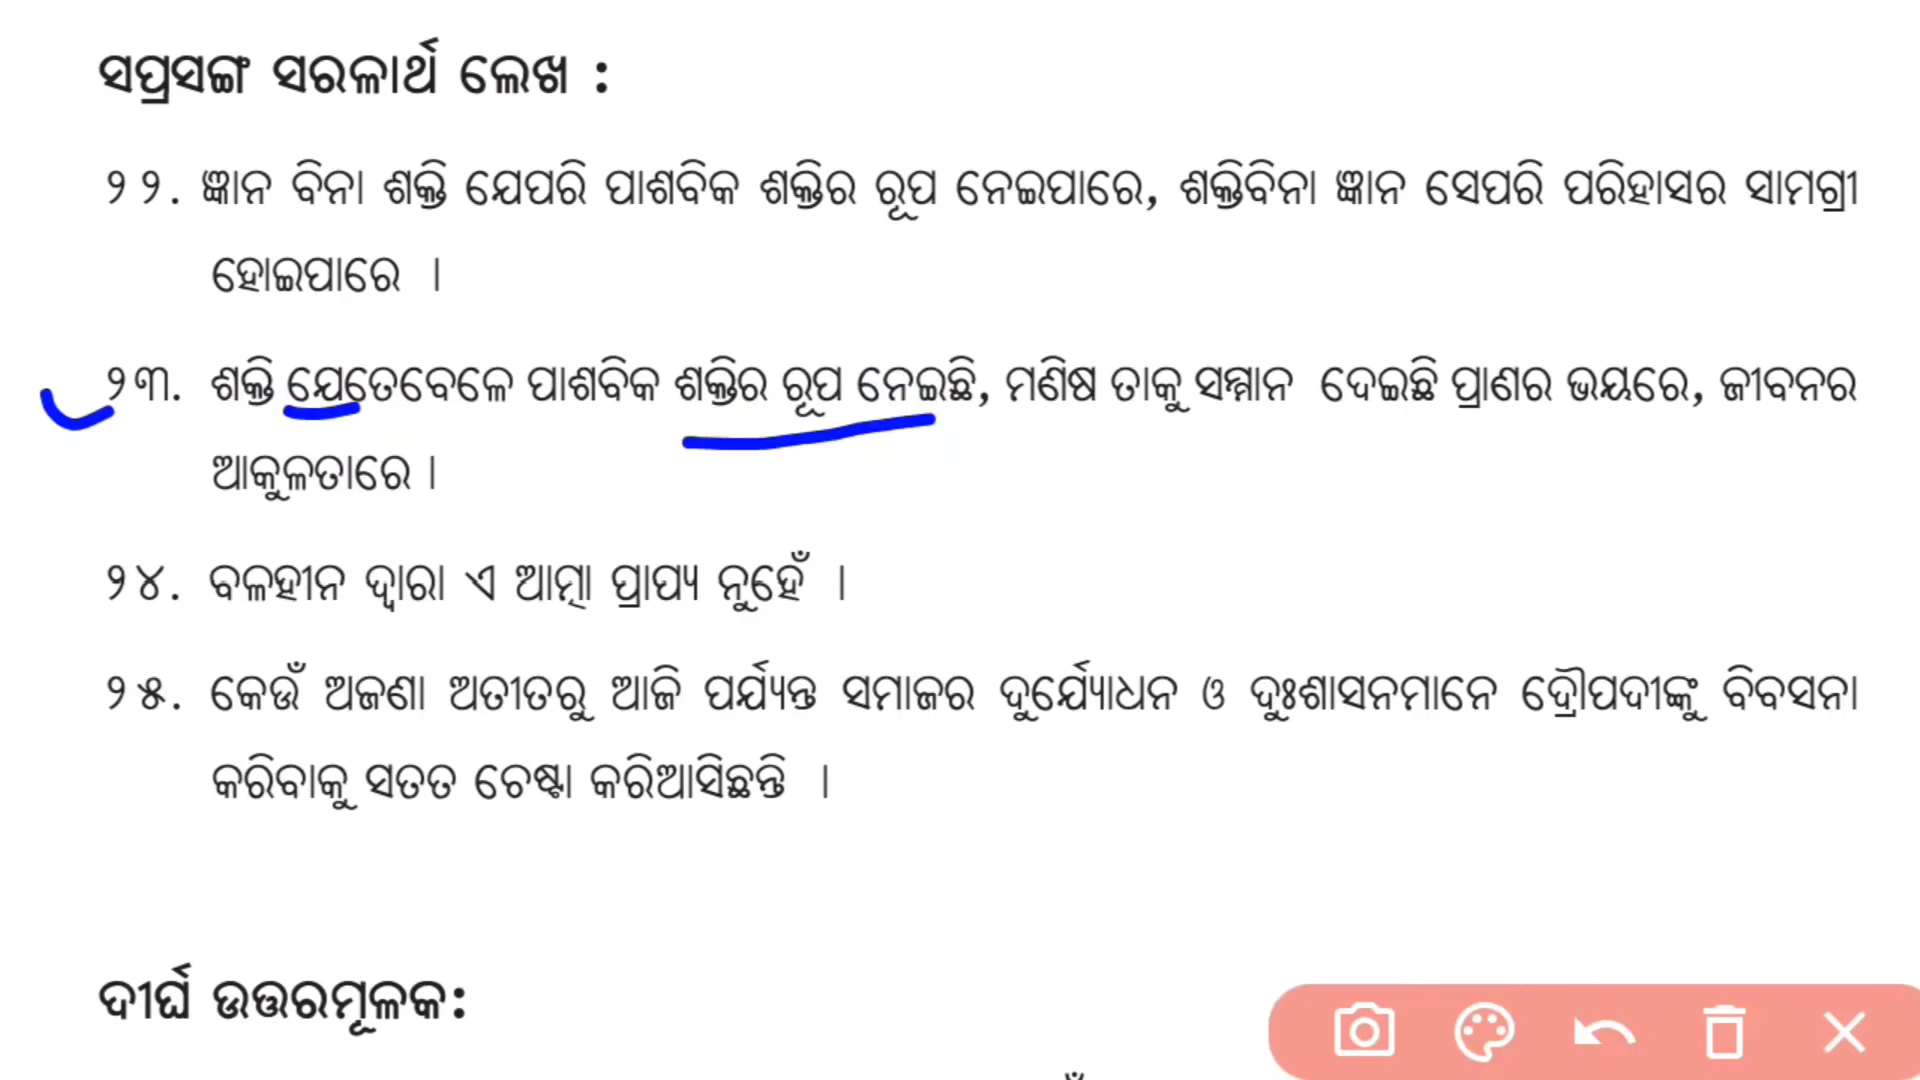 ସପ୍ରସଙ୍ଗ ସରଳାର୍ଥ ଲେଖ :
୨୨. ଜ୍ଞାନ ବିନା ଶକ୍ତି ଯେପରି ପାଶବିକ ଶକ୍ତିର ରୂପ ନେଇପାରେ, ଶକ୍ତିବିନା ଜ୍ଞାନ ସେପରି ପରିହାସର ସାମଗ୍ରୀ
ହୋଇପାରେ ।
୨୩. ଶକ୍ତି ଯେତେବେଳେ ପାଶବିକ ଶକ୍ତିର ରୂପ ନେଇଛି, ମଣିଷ ତାକୁ ସମ୍ମାନ ଦେଇଛି ପ୍ରାଣର ଭୟରେ, ଜୀବନର
ଆକୁଳତାରେ ।
୨୪. ବଳହୀନ ଦ୍ୱାରା ଏ ଆତ୍ମା ପ୍ରାପ୍ୟ ନୁହେଁ ।
୨୫. କେଉଁ ଅଜଣା ଅତୀତରୁ ଆଜି ପର୍ଯ୍ୟନ୍ତ ସମାଜର ଦୁର୍ଯ୍ୟୋଧନ ଓ ଦୁଃଶାସନମାନେ ଦ୍ରୌପଦୀଙ୍କୁ ବିବସନା
କରିବାକୁ ସତତ ଚେଷ୍ଟା କରିଆସିଛନ୍ତି ।
ଦୀର୍ଘ ଉତ୍ତରମୂଳକ: